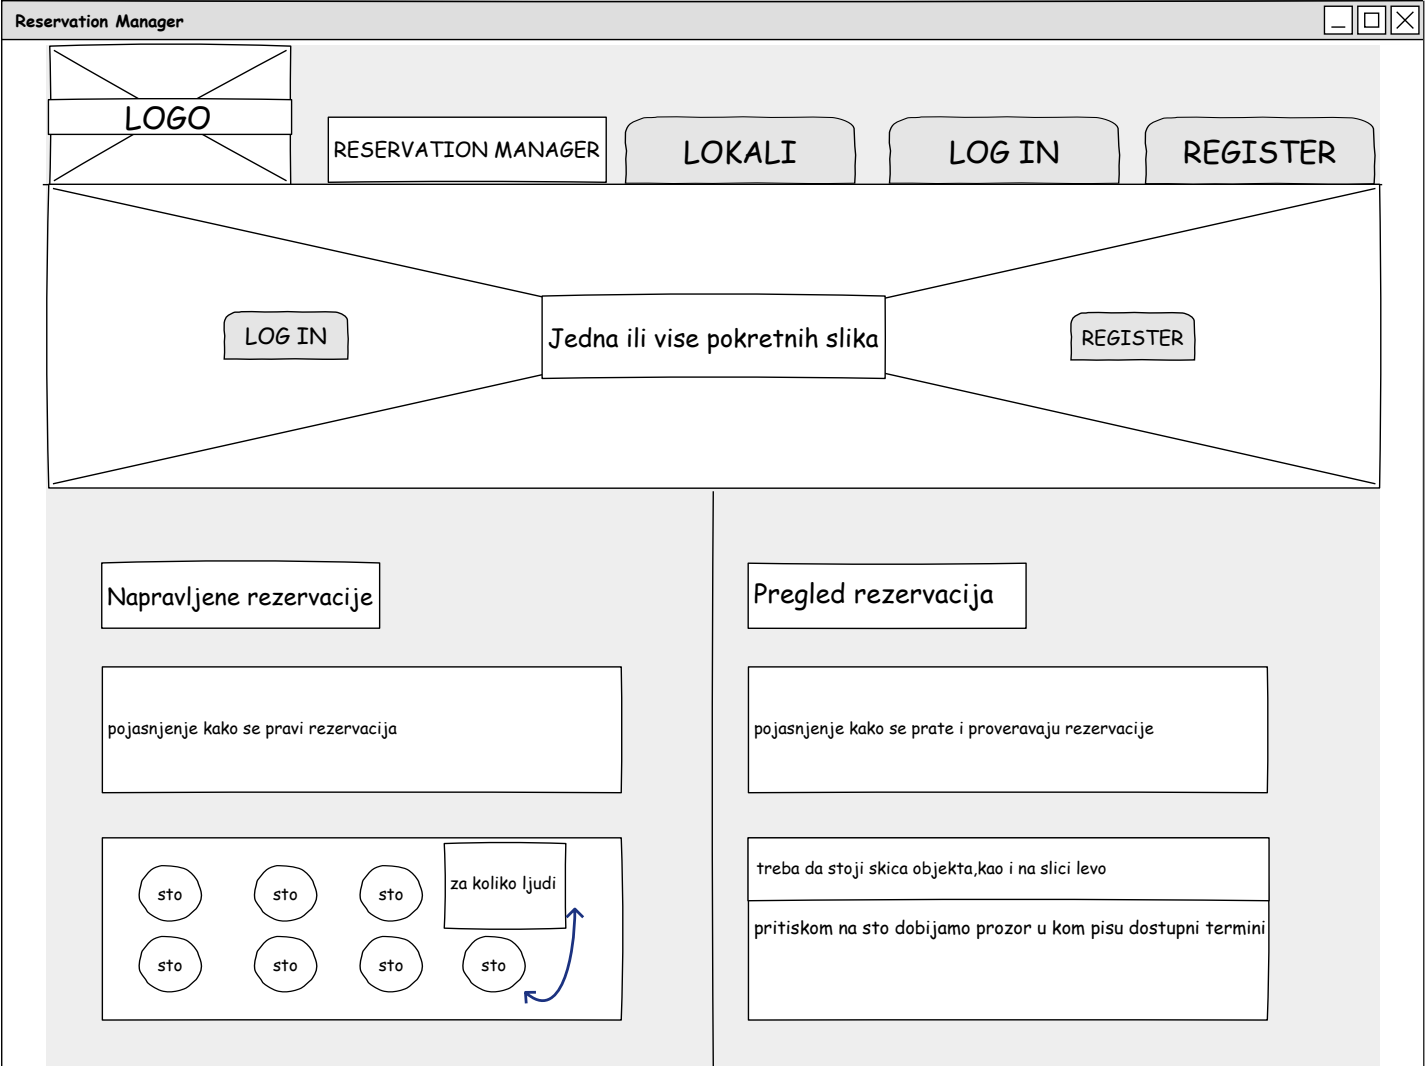 Reservation Manager
LOGO
RESERVATION MANAGER
LOKALI
LOG IN
REGISTER
LOG IN
Jedna ili vise pokretnih slika
REGISTER
Napravljene rezervacije
pojasnjenje kako se pravi rezervacija
sto
sto
sto
za koliko ljudi
sto
sto
sto
sto
Pregled rezervacija
pojasnjenje kako se prate i proveravaju rezervacije
treba da stoji skica objekta,kao i na slici levo
pritiskom na sto dobijamo prozor u kom pisu dostupni termini